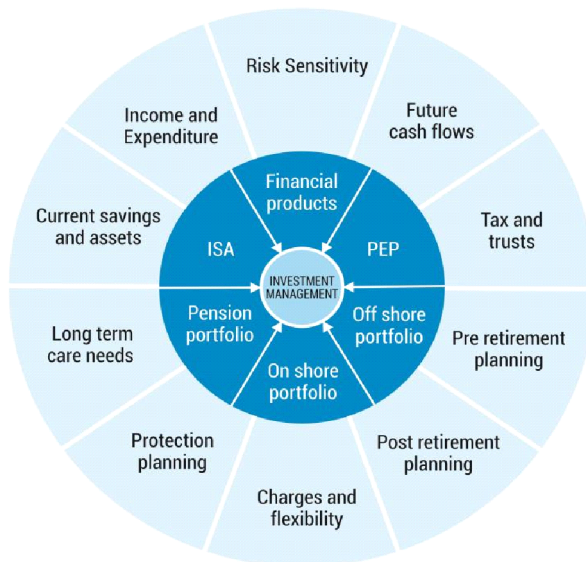 Risk Sensitivity
Future
cash flows
Tax and
trusts
Pre retirement
planning
Post retirement
planning
Charges and
flexibility
Protection
planning
Long term
care needs
Current savings
and assets
Income and
Expenditure
Financial
products
PEP
Off shore
portfolio
On shore
portfolio
Pension
portfolio
ISA
INVESTMENT
MANAGEMENT